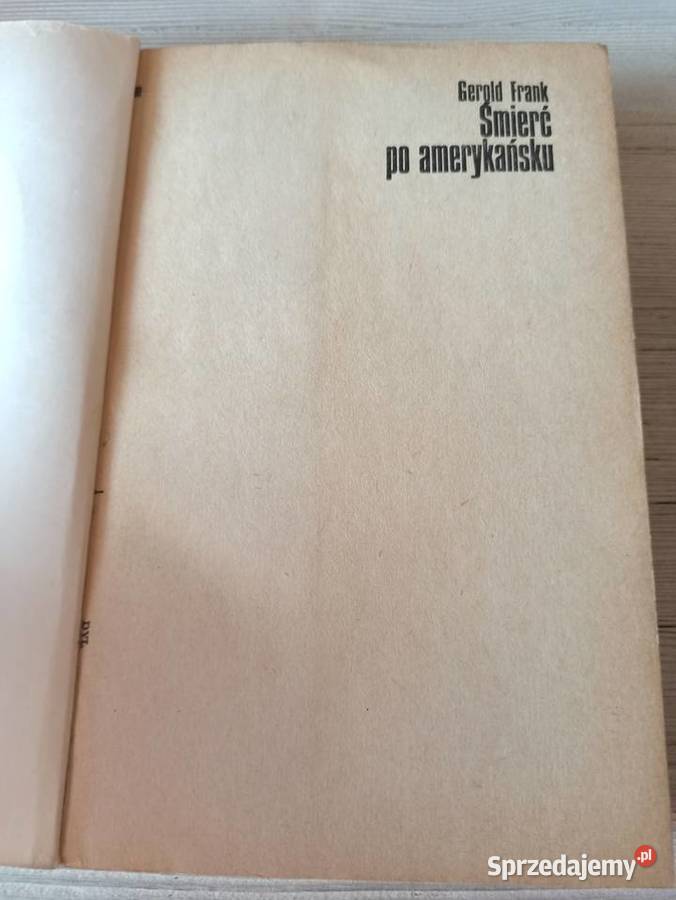 Gerold Frank
Śmierć
po amerykańsku
Sprzedajemy.pl